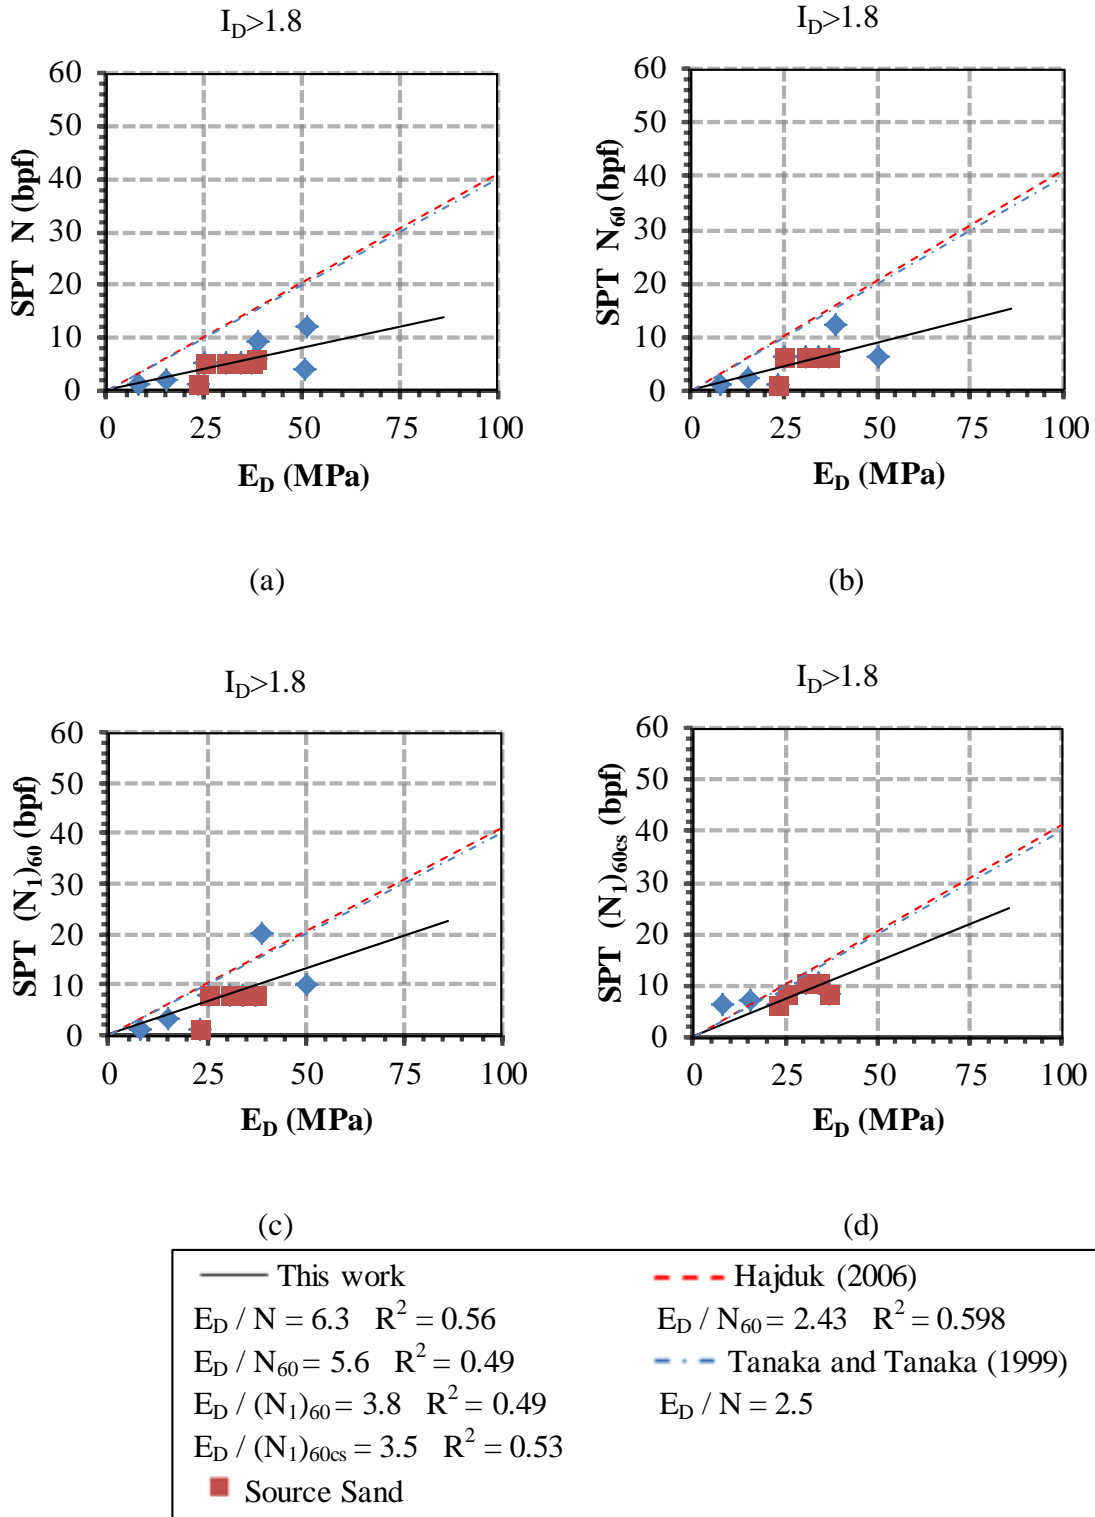 I_D>1.8
60
50
40
30
20
10
0
SPT N (bpf)
0 25 50 75 100
E_D (MPa)
(a)
I_D>1.8
60
50
40
30
20
10
0
SPT N_60 (bpf)
0 25 50 75 100
E_D (MPa)
(b)
I_D>1.8
60
50
40
30
20
10
0
SPT (N_1)_60 (bpf)
0 25 50 75 100
E_D (MPa)
(c)
I_D>1.8
60
50
40
30
20
10
0
SPT (N_1)_60cs (bpf)
0 25 50 75 100
E_D (MPa)
(d)
This work
E_D / N = 6.3 R^2 = 0.56
E_D / N_60 = 5.6 R^2 = 0.49
E_D / (N_1)_60 = 3.8 R^2 = 0.49
E_D / (N_1)_60cs = 3.5 R^2 = 0.53
Source Sand
Hajduk (2006)
E_D / N_60 = 2.43 R^2 = 0.598
Tanaka and Tanaka (1999)
E_D / N = 2.5